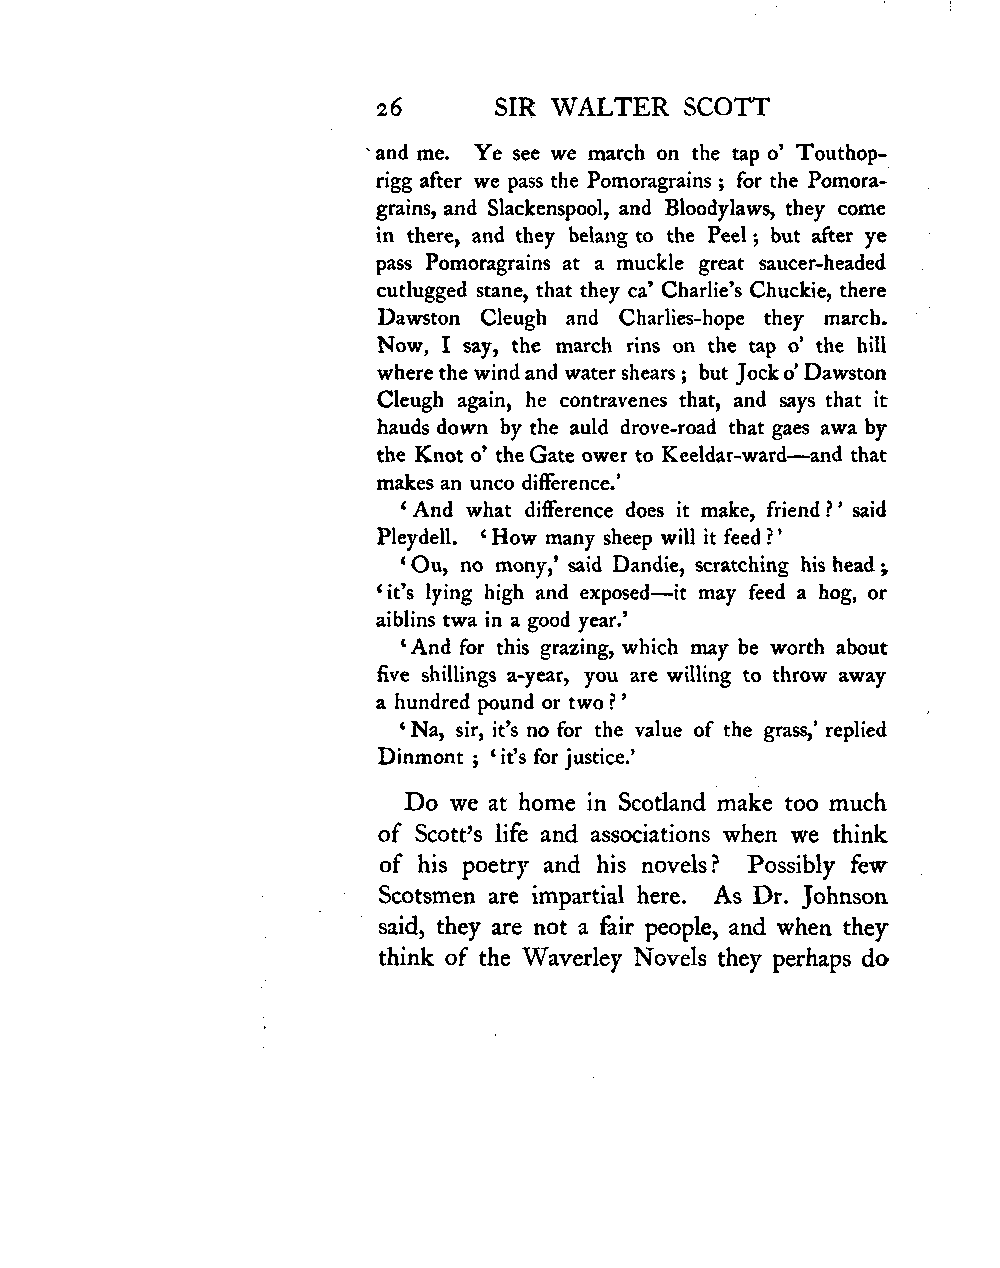 26 SIR WALTER SCOTT
and me. Ye see we march on the tap o' Touthop-
rigg after we pass the Pomoragrains ; for the Pomora-
grains, and Slackenspool, and Bloodylaws, they come
in there, and they belang to the Peel ; but after ye
pass Pomoragrains at a muckle great saucer-headed
cutlugged stane, that they ca' Charlie's Chuckie, there
Dawston Cleugh and Charlies-hope they march.
Now, I say, the march rins on the tap o' the hill
where the wind and water shears ; but Jock o' Dawston
Cleugh again, he contravenes that, and says that it
hauds down by the auld drove-road that gaes awa by
the Knot o' the Gate ower to Keeldar-ward—and that
makes an unco difference.'
‘And what difference does it make, friend?’ said
Pleydell. ‘How many sheep will it feed?’
‘Ou, no mony,’ said Dandie, scratching his head ;
‘it's lying high and exposed—it may feed a hog, or
aiblins twa in a good year.’
‘And for this grazing, which may be worth about
five shillings a-year, you are willing to throw away
a hundred pound or two?’
‘Na, sir, it's no for the value of the grass,’ replied
Dinmont ; ‘it's for justice.’
Do we at home in Scotland make too much
of Scott's life and associations when we think
of his poetry and his novels? Possibly few
Scotsmen are impartial here. As Dr. Johnson
said, they are not a fair people, and when they
think of the Waverley Novels they perhaps do